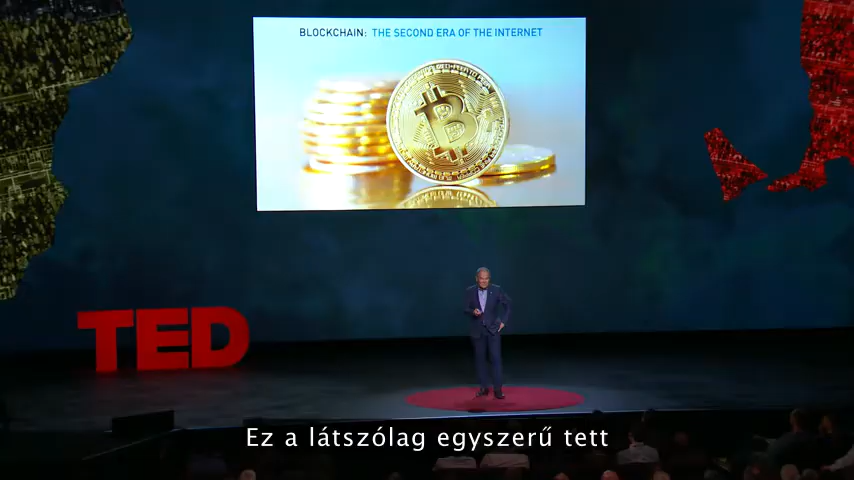 BLOCKCHAIN: THE SECOND ERA OF THE INTERNET
TED
Ez a látszólag egyszerű tett